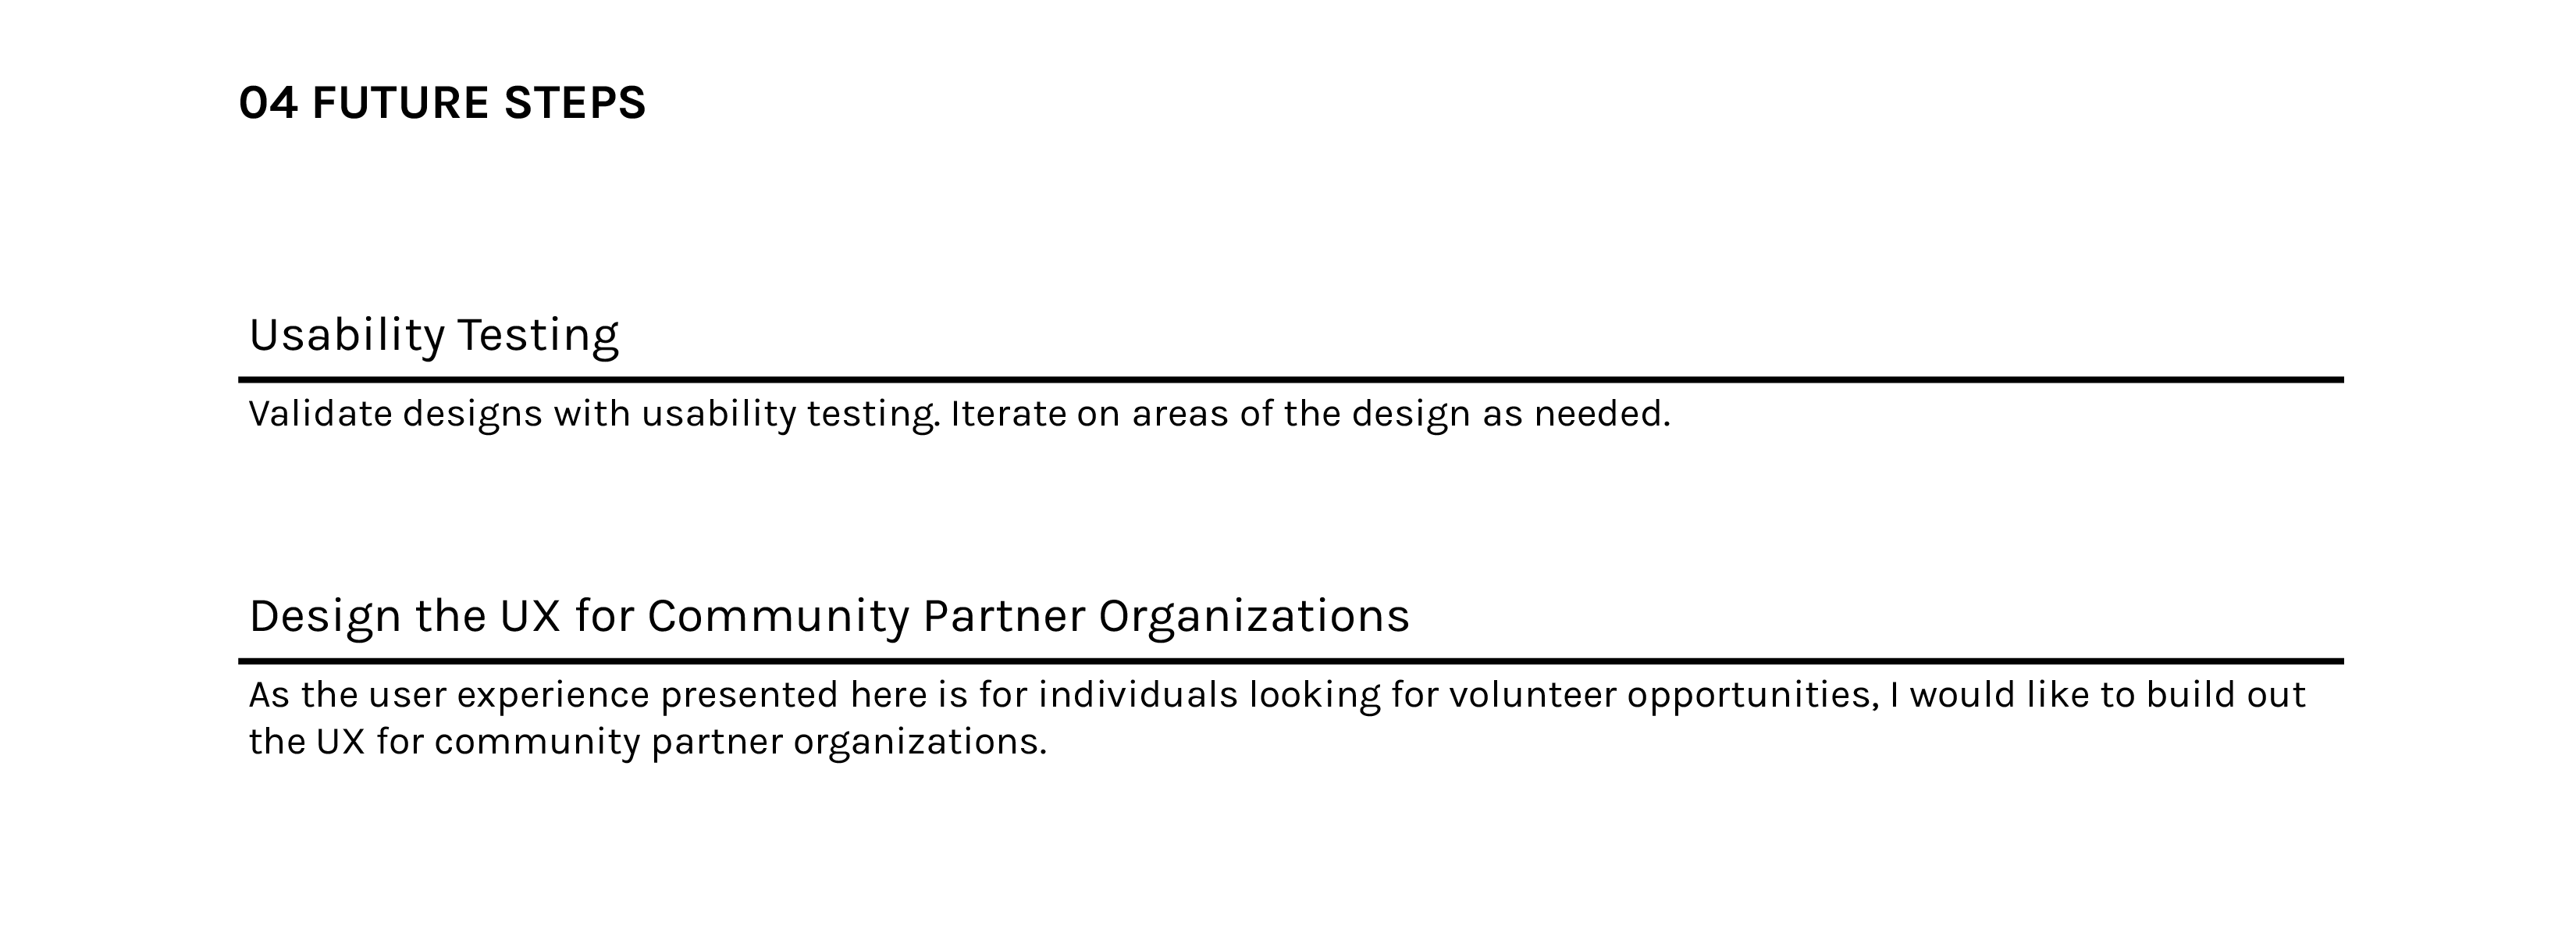 04 FUTURE STEPS
Usability Testing
Validate designs with usability testing. Iterate on areas of the design as needed.
Design the UX for Community Partner Organizations
As the user experience presented here is for individuals looking for volunteer opportunities, I would like to build out
the UX for community partner organizations.